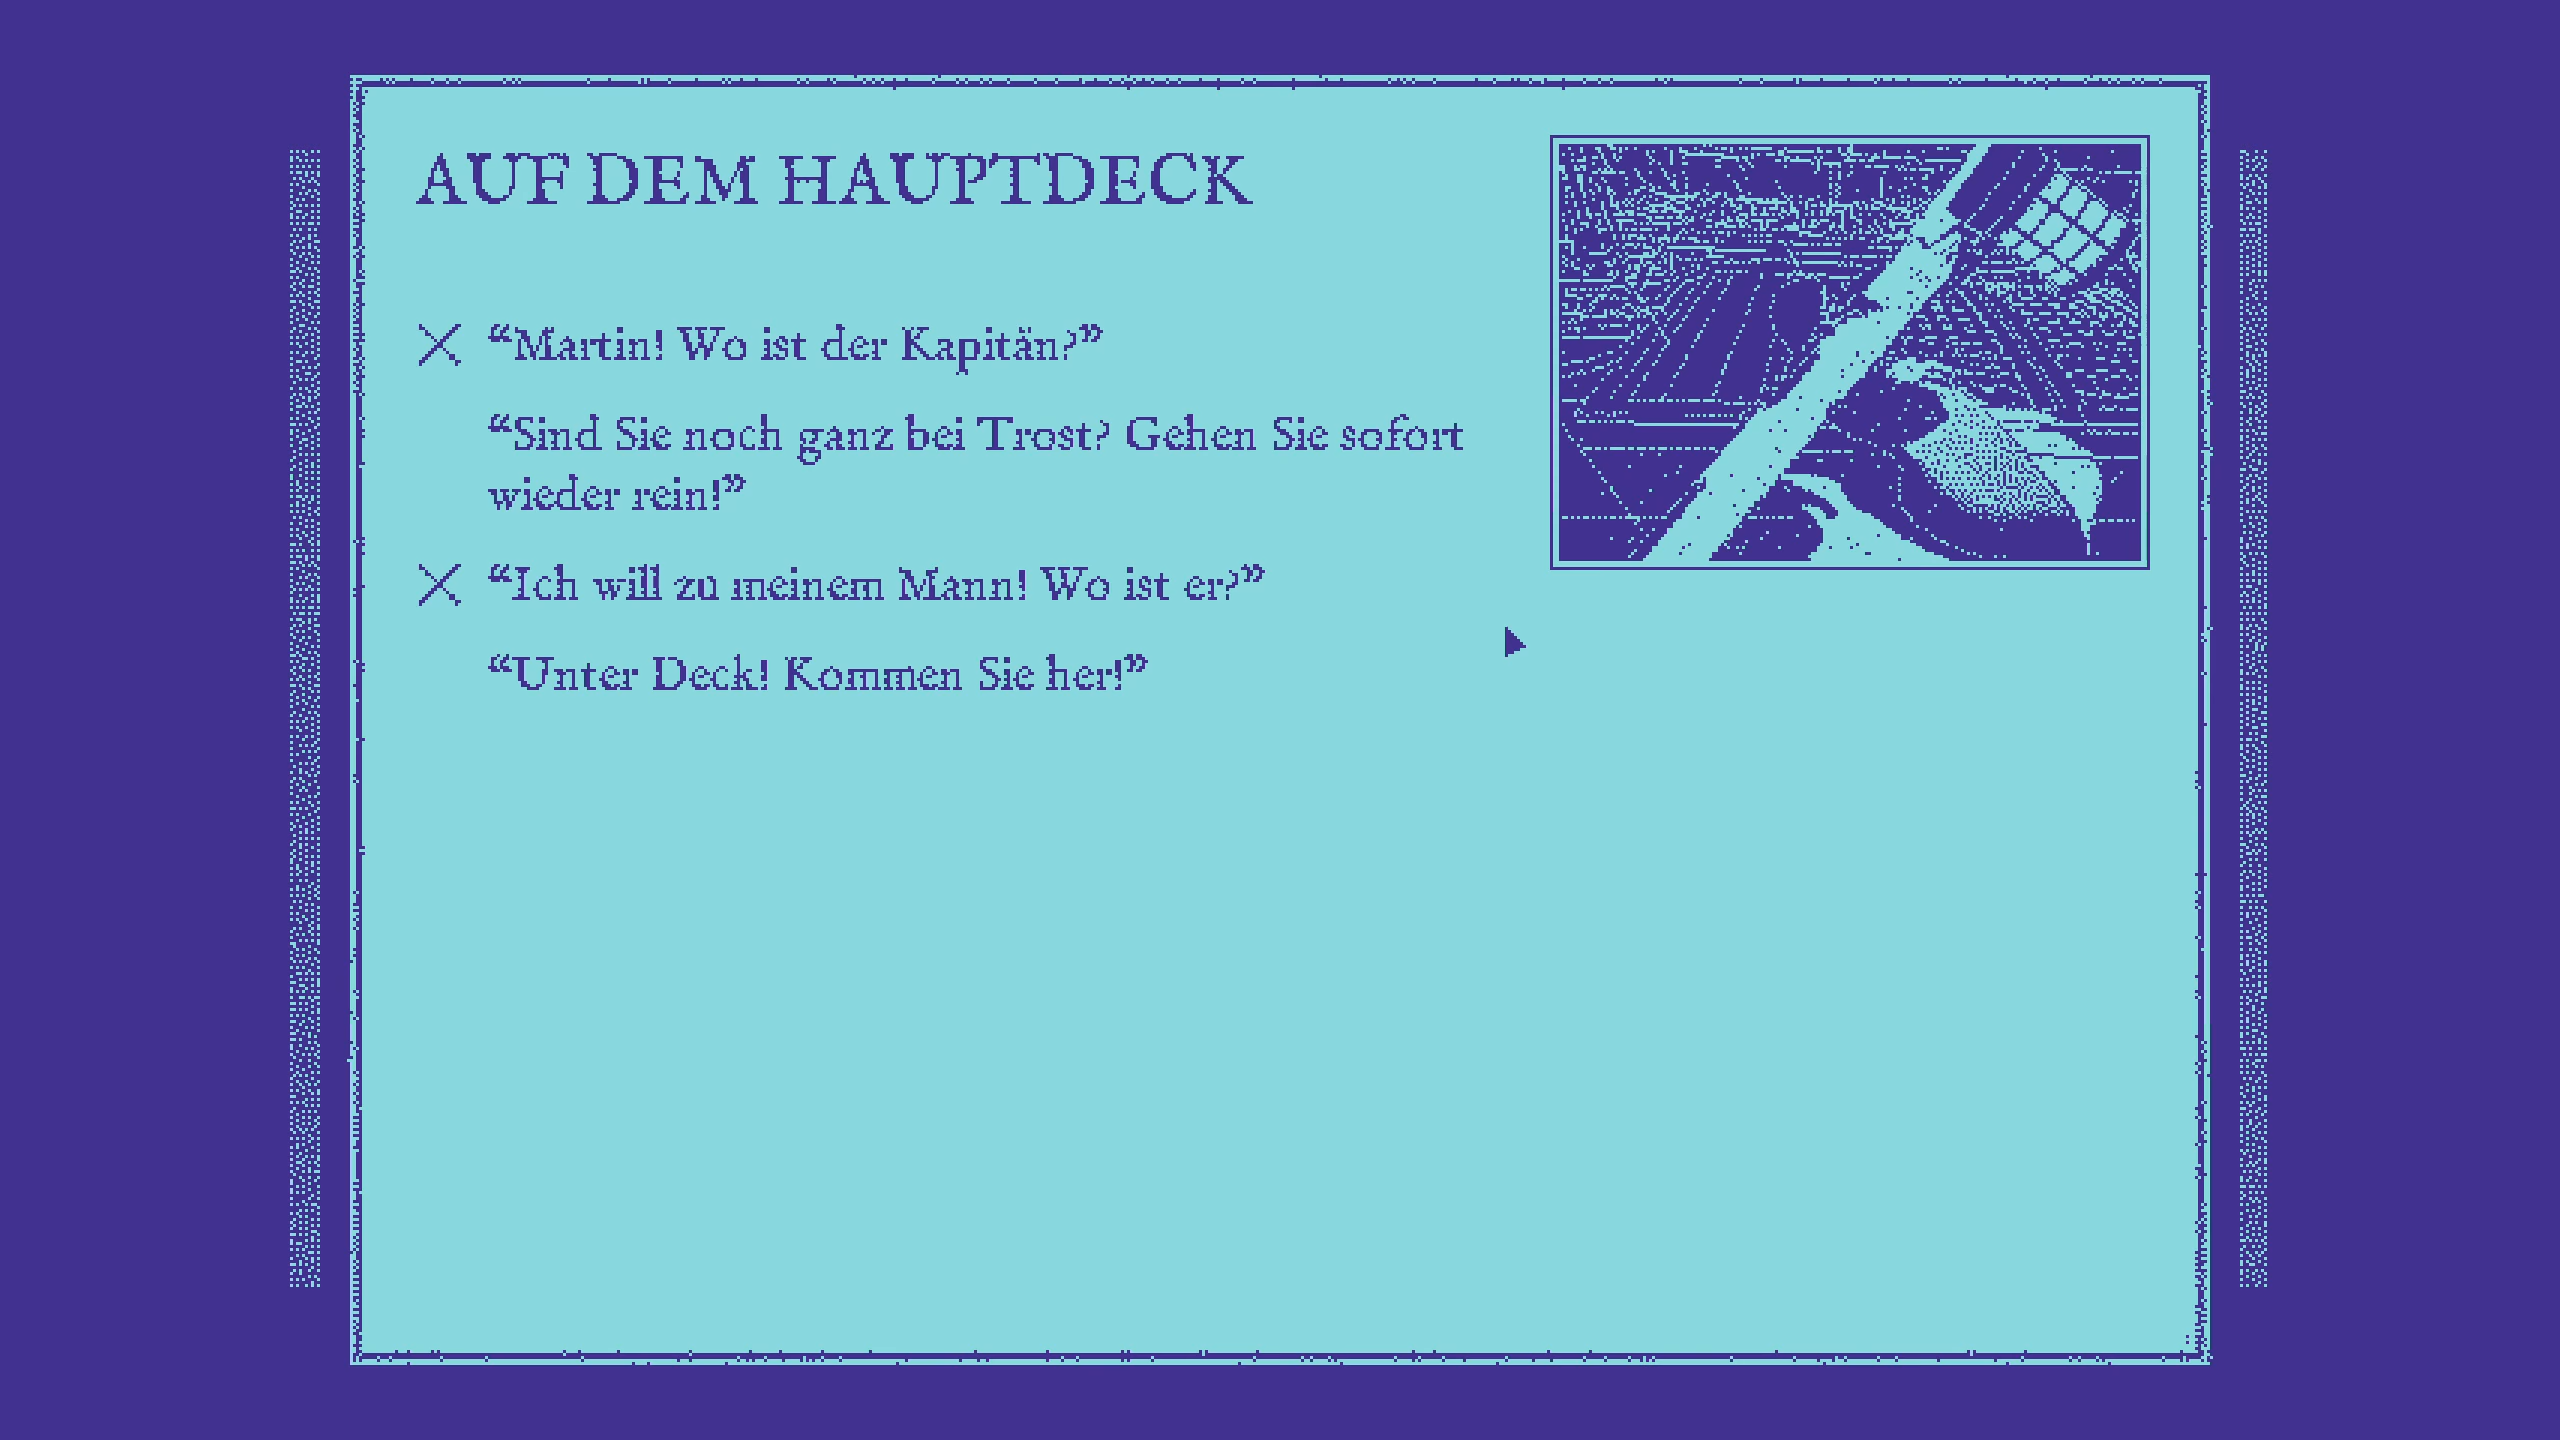 AUF DEM HAUPTDECK
“Martin! Wo ist der Kapitän?”
“Sind Sie noch ganz bei Trost? Gehen Sie sofort
wieder rein!”
“Ich will zu meinem Mann! Wo ist er?”
“Unter Deck! Kommen Sie her!”